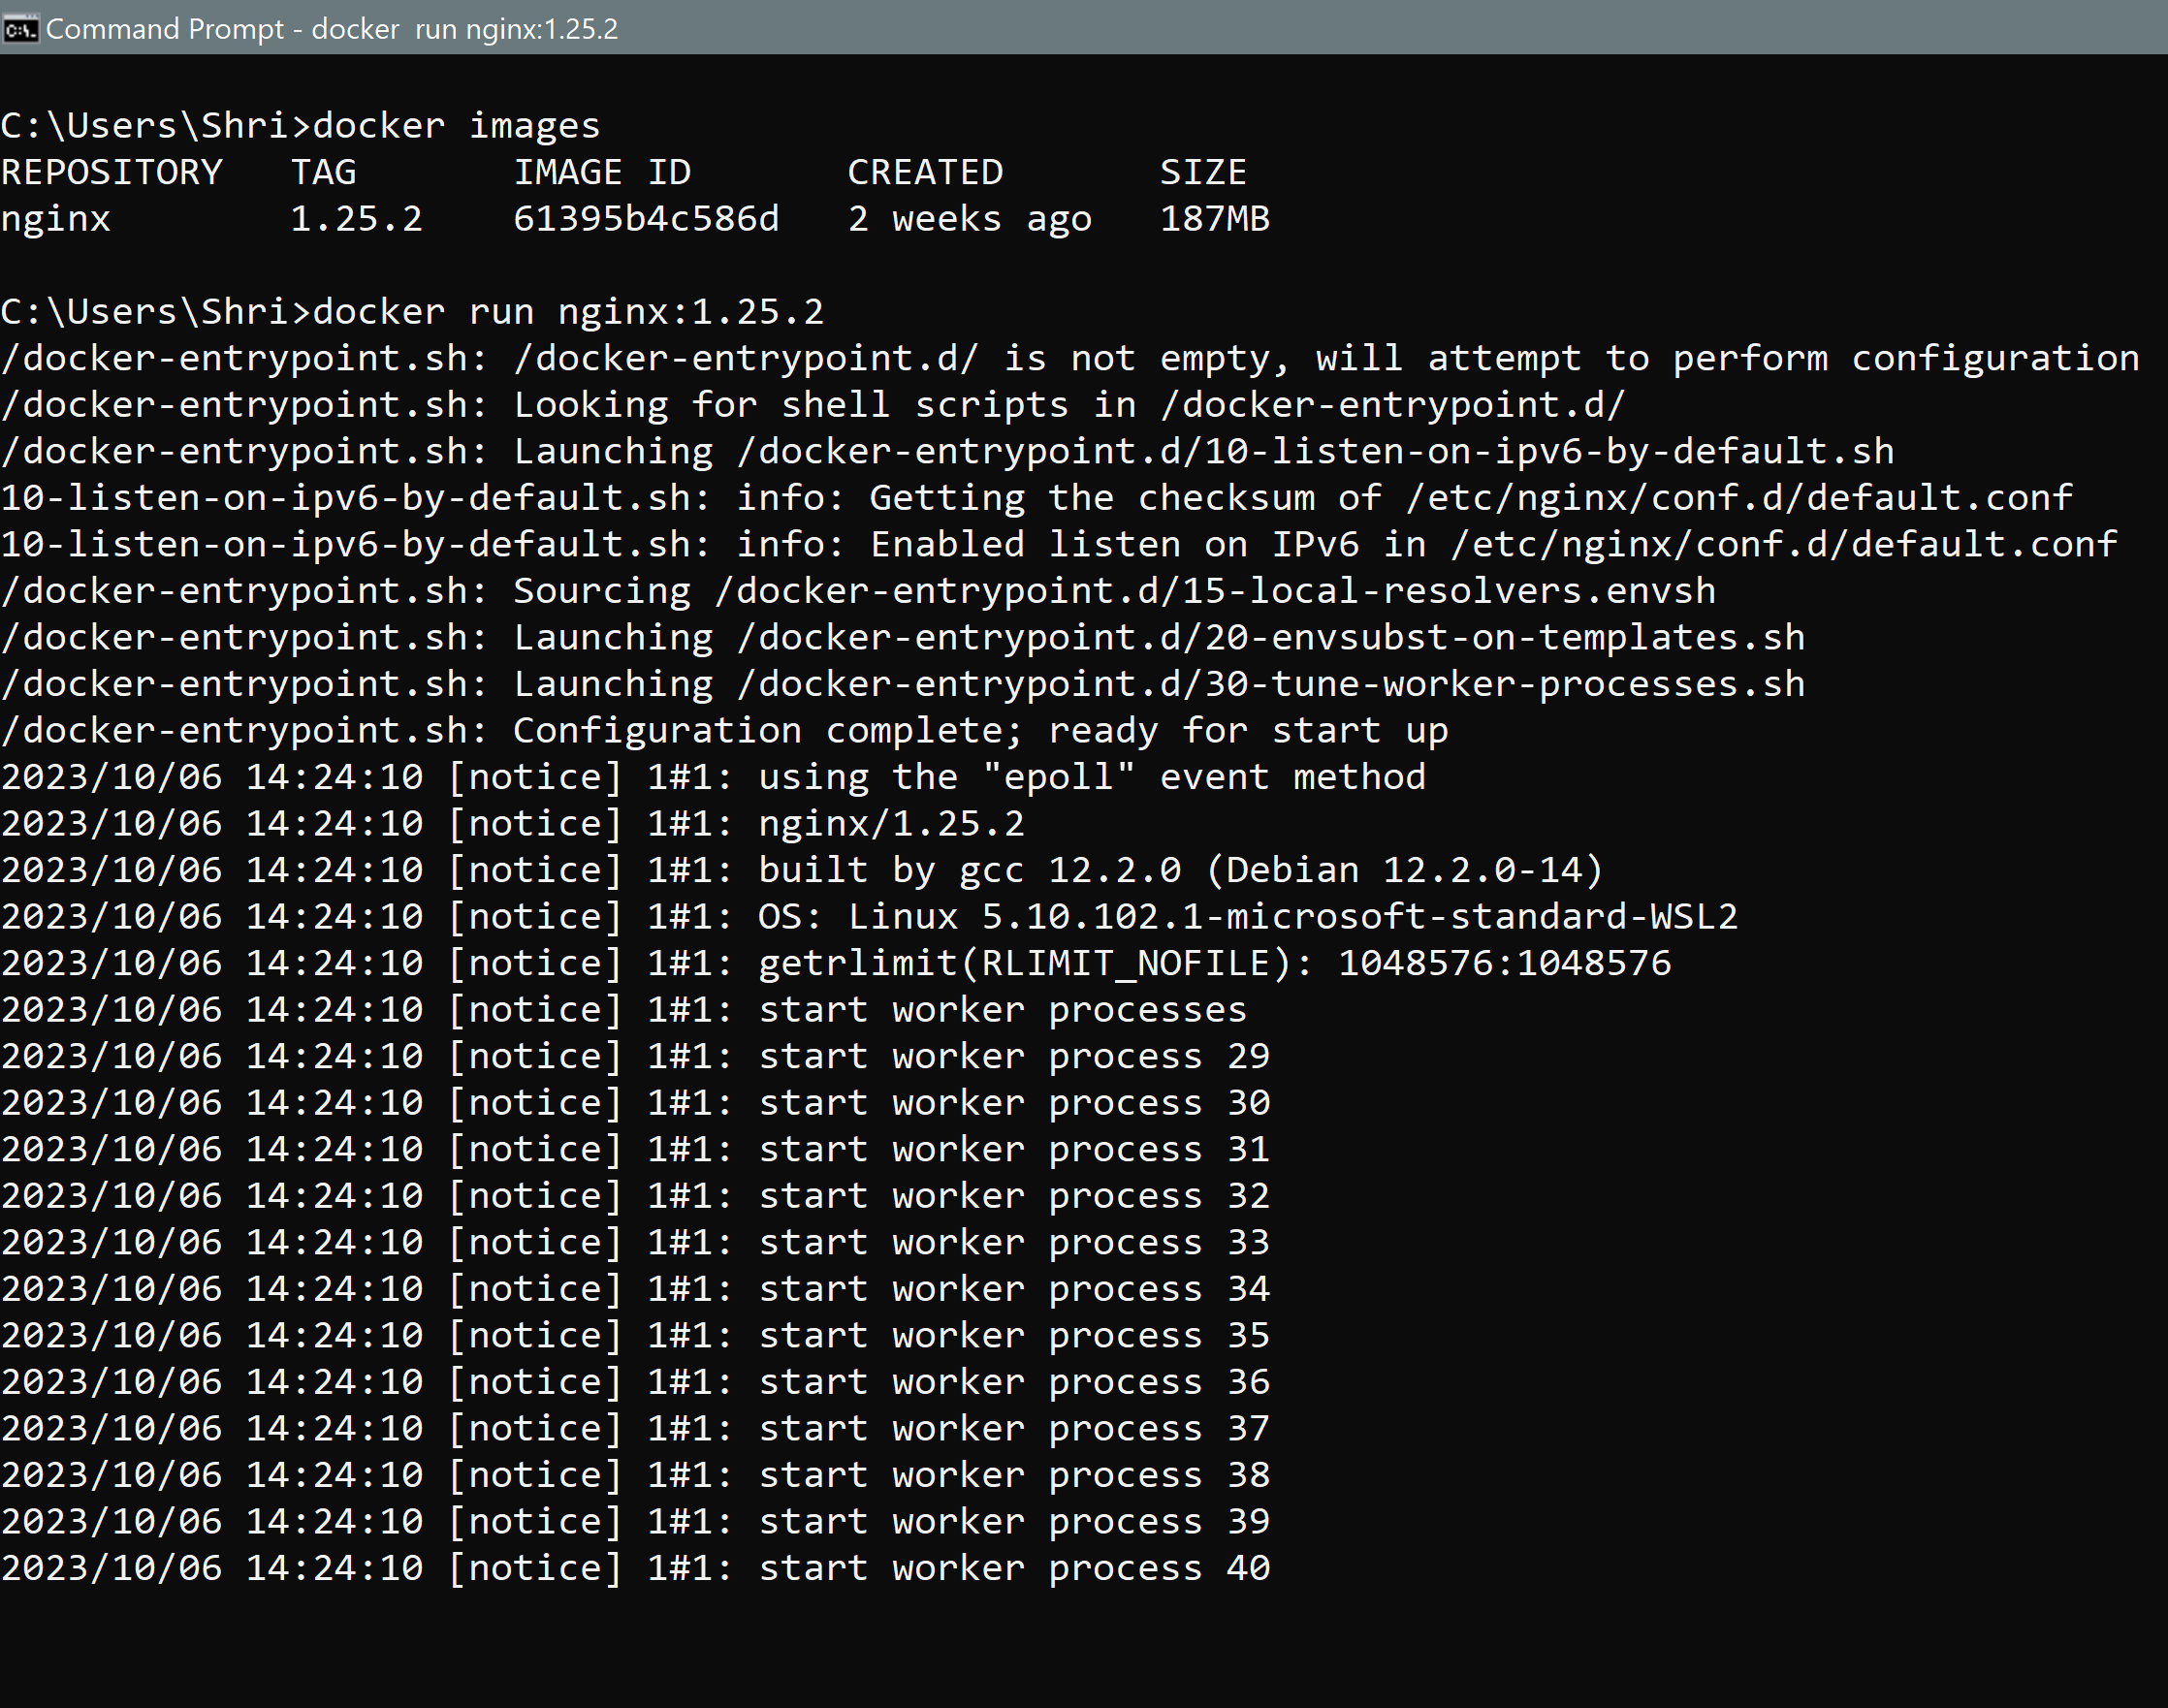 Command Prompt - docker  run nginx:1.25.2
C:\Users\Shri>docker images
REPOSITORY   TAG       IMAGE ID       CREATED       SIZE
nginx        1.25.2    61395b4c586d   2 weeks ago   187MB
C:\Users\Shri>docker run nginx:1.25.2
/docker-entrypoint.sh: /docker-entrypoint.d/ is not empty, will attempt to perform configuration
/docker-entrypoint.sh: Looking for shell scripts in /docker-entrypoint.d/
/docker-entrypoint.sh: Launching /docker-entrypoint.d/10-listen-on-ipv6-by-default.sh
10-listen-on-ipv6-by-default.sh: info: Getting the checksum of /etc/nginx/conf.d/default.conf
10-listen-on-ipv6-by-default.sh: info: Enabled listen on IPv6 in /etc/nginx/conf.d/default.conf
/docker-entrypoint.sh: Sourcing /docker-entrypoint.d/15-local-resolvers.envsh
/docker-entrypoint.sh: Launching /docker-entrypoint.d/20-envsubst-on-templates.sh
/docker-entrypoint.sh: Launching /docker-entrypoint.d/30-tune-worker-processes.sh
/docker-entrypoint.sh: Configuration complete; ready for start up
2023/10/06 14:24:10 [notice] 1#1: using the "epoll" event method
2023/10/06 14:24:10 [notice] 1#1: nginx/1.25.2
2023/10/06 14:24:10 [notice] 1#1: built by gcc 12.2.0 (Debian 12.2.0-14)
2023/10/06 14:24:10 [notice] 1#1: OS: Linux 5.10.102.1-microsoft-standard-WSL2
2023/10/06 14:24:10 [notice] 1#1: getrlimit(RLIMIT_NOFILE): 1048576:1048576
2023/10/06 14:24:10 [notice] 1#1: start worker processes
2023/10/06 14:24:10 [notice] 1#1: start worker process 29
2023/10/06 14:24:10 [notice] 1#1: start worker process 30
2023/10/06 14:24:10 [notice] 1#1: start worker process 31
2023/10/06 14:24:10 [notice] 1#1: start worker process 32
2023/10/06 14:24:10 [notice] 1#1: start worker process 33
2023/10/06 14:24:10 [notice] 1#1: start worker process 34
2023/10/06 14:24:10 [notice] 1#1: start worker process 35
2023/10/06 14:24:10 [notice] 1#1: start worker process 36
2023/10/06 14:24:10 [notice] 1#1: start worker process 37
2023/10/06 14:24:10 [notice] 1#1: start worker process 38
2023/10/06 14:24:10 [notice] 1#1: start worker process 39
2023/10/06 14:24:10 [notice] 1#1: start worker process 40